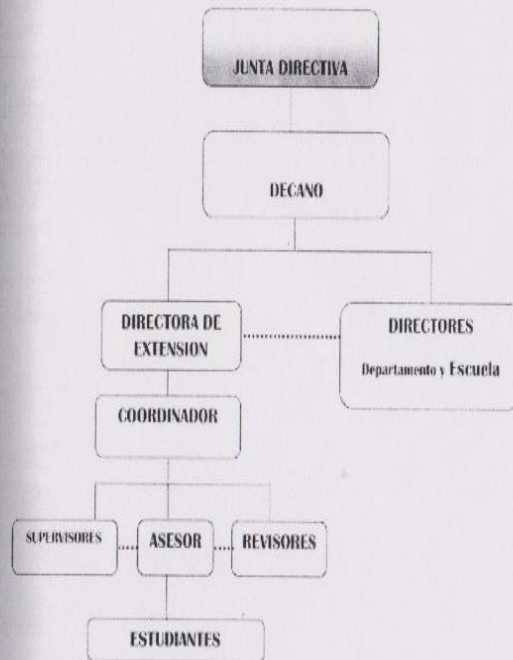 JUNTA DIRECTIVA
DECANO
DIRECTORA DE
EXTENSION
DIRECTORES
Departamento y Escuela
COORDINADOR
SUPERVISORES
ASESOR
REVISORES
ESTUDIANTES